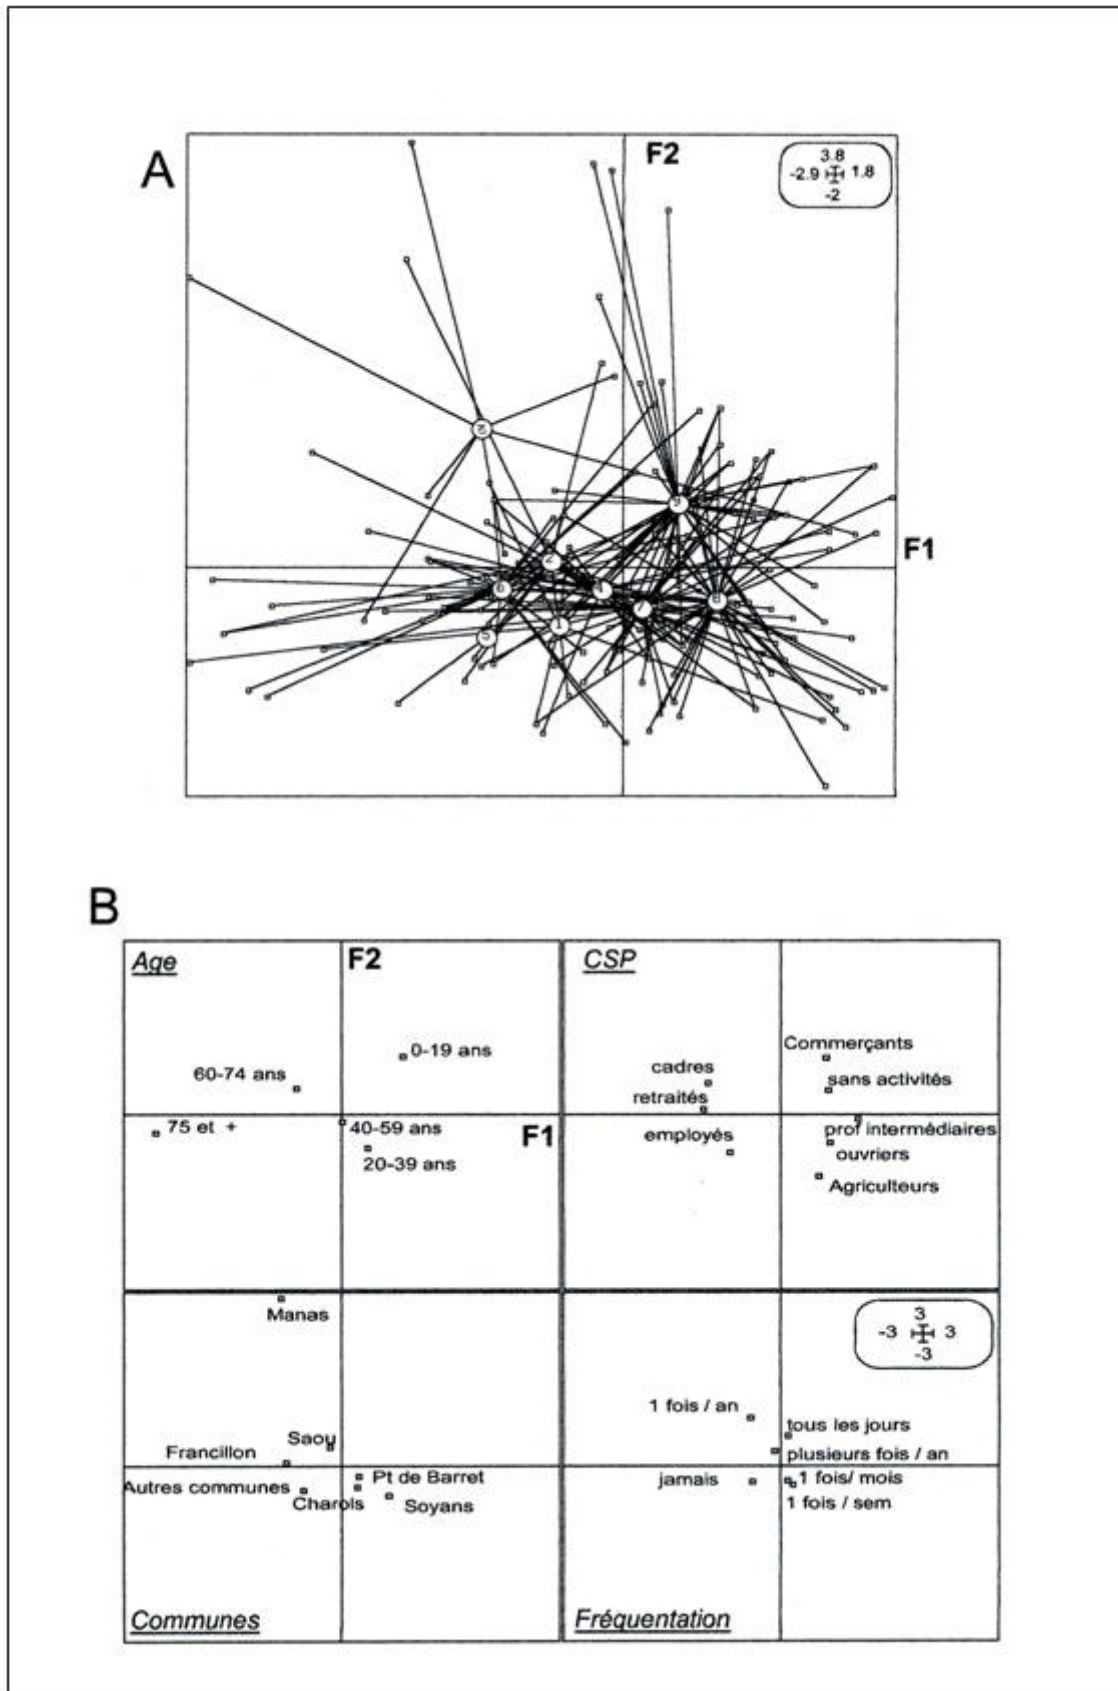 A
F2
3.8
-2.9 1.8
-2
F1
B
Age
F2
CSP
0-19 ans
Commerçants
60-74 ans
cadres
sans activités
retraités
75 et +
40-59 ans
F1
employés
prof intermédiaires
20-39 ans
ouvriers
Agriculteurs
Manas
3
-3 3
-3
1 fois / an
tous les jours
Saou
Francillon
plusieurs fois / an
Pt de Barret
jamais
1 fois/ mois
Autres communes
Charols
Soyans
1 fois / sem
Communes
Fréquentation